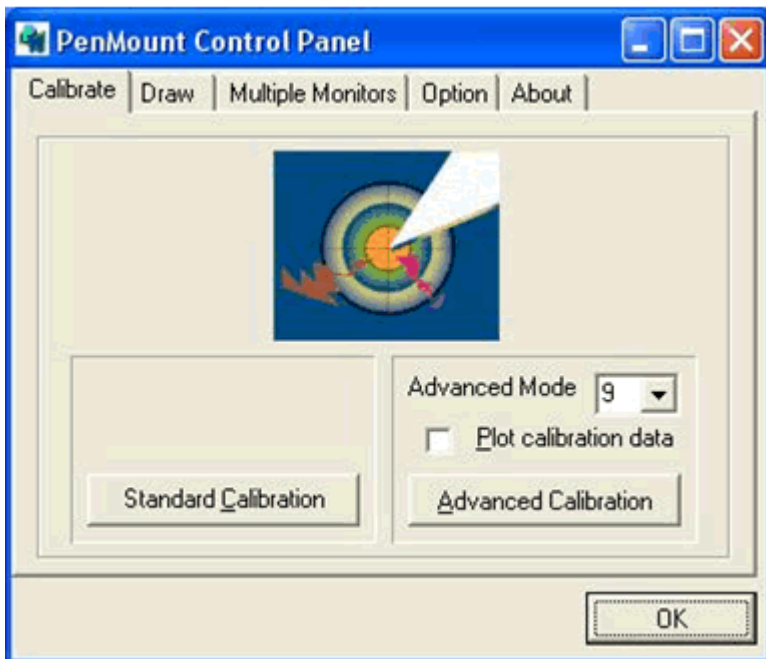 PenMount Control Panel
Calibrate Draw Multiple Monitors Option About
Advanced Mode 9
Plot calibration data
Standard Calibration Advanced Calibration
OK